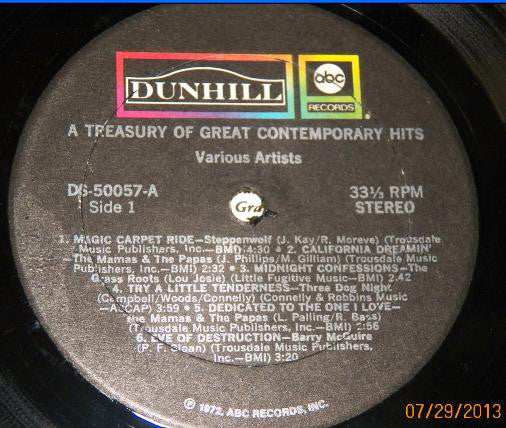 DUNHILL
abc
RECORDS
A TREASURY OF GREAT CONTEMPORARY HITS
Various Artists
DS-50057-A
33⅓ RPM
Side 1
STEREO
Gra
1. MAGIC CARPET RIDE—Steppenwolf (J. Kay/R. Moreve) (Trousdale
Music Publishers, Inc.—BMI) 4:30 • 2. CALIFORNIA DREAMIN'
—The Mamas & The Papas (J. Phillips/M. Gilliam) (Trousdale Music
Publishers, Inc.—BMI) 2:32 • 3. MIDNIGHT CONFESSIONS—The
Grass Roots (Lou Josie) (Little Fugitive Music—BMI) 2.42
4. TRY A LITTLE TENDERNESS—Three Dog Night
(Campbell/Woods/Connelly) (Connelly & Robbins Music
—ASCAP) 3:59 • 5. DEDICATED TO THE ONE I LOVE—
the Mamas & The Papas (L. Palling/R. Bass)
(Trousdale Music Publishers, Inc.—BMI) 2:56
6. EVE OF DESTRUCTION—Barry McGuire
(P. F. Sloan) (Trousdale Music Publishers,
Inc.—BMI) 3:20
℗ 1972, ABC RECORDS, INC.
07/29/2013